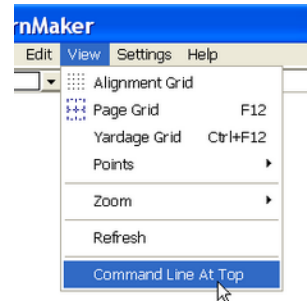 rnMaker
Edit View Settings Help
Alignment Grid
Page Grid F12
Yardage Grid Ctrl+F12
Points
Zoom
Refresh
Command Line At Top